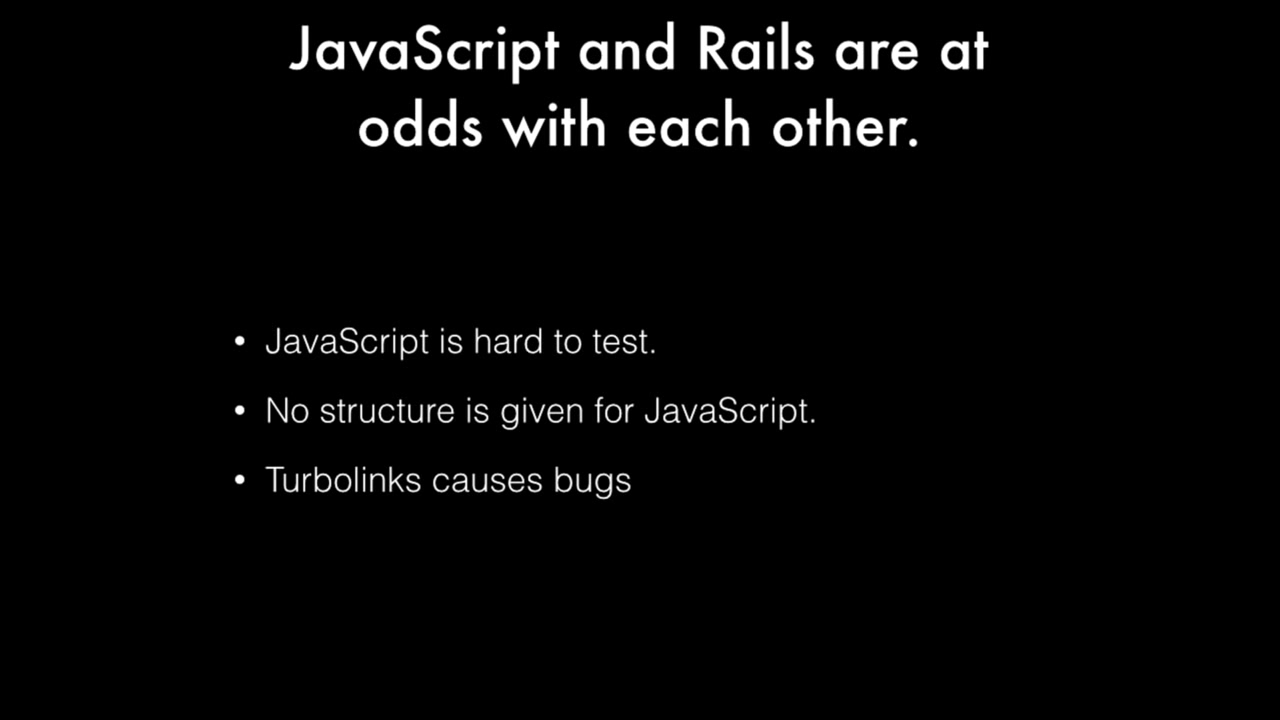 JavaScript and Rails are at
odds with each other.
• JavaScript is hard to test.
• No structure is given for JavaScript.
• Turbolinks causes bugs